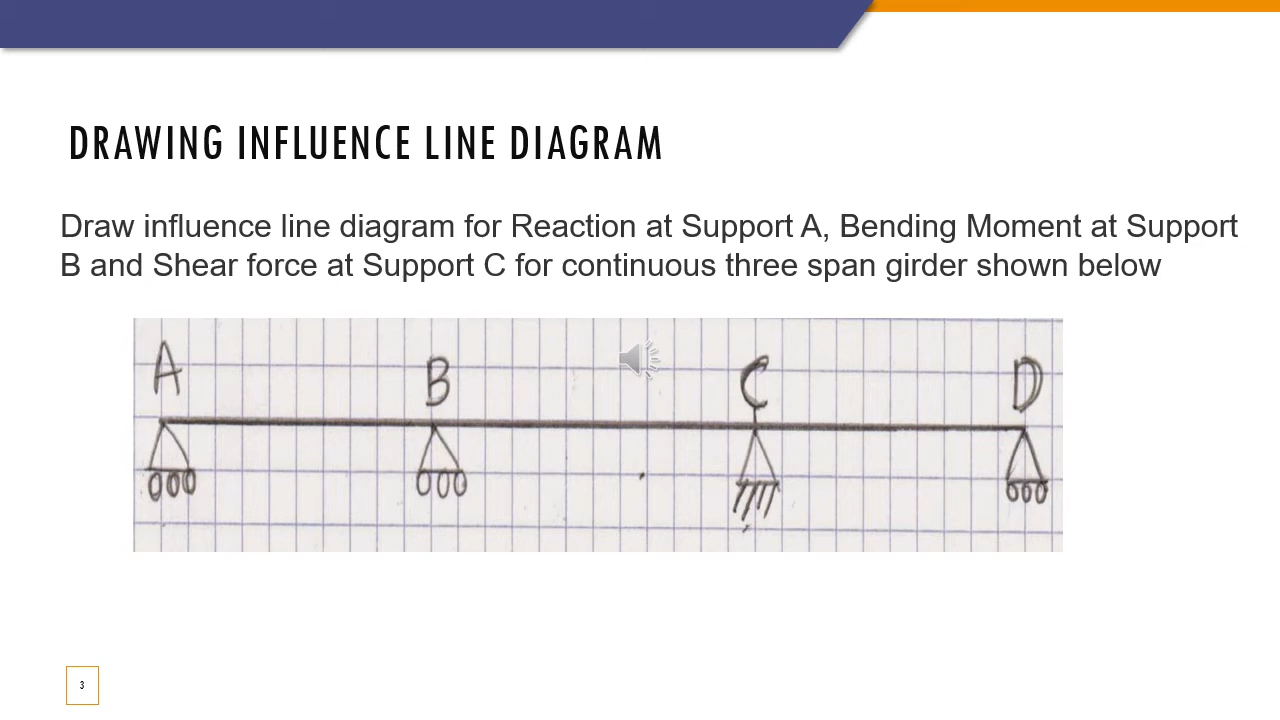 DRAWING INFLUENCE LINE DIAGRAM
Draw influence line diagram for Reaction at Support A, Bending Moment at Support
B and Shear force at Support C for continuous three span girder shown below
A B C D
3